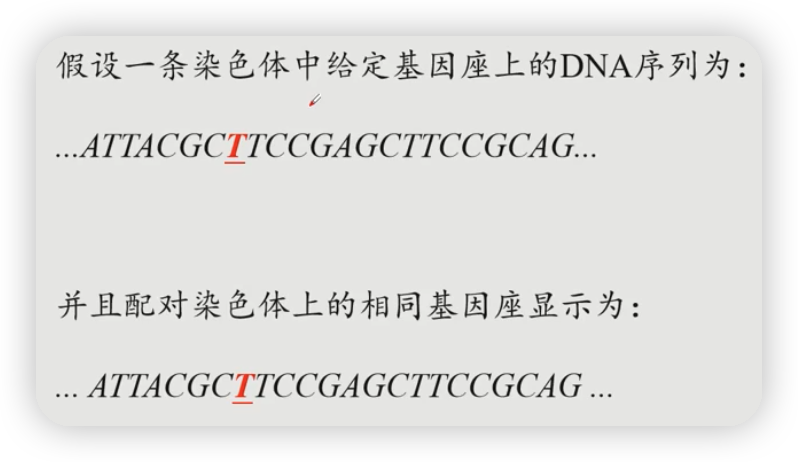 假设一条染色体中给定基因座上的DNA序列为：
...ATTACGCTTCCGAGCTTCCGCAG...
并且配对染色体上的相同基因座显示为：
... ATTACGCTTCCGAGCTTCCGCAG ...